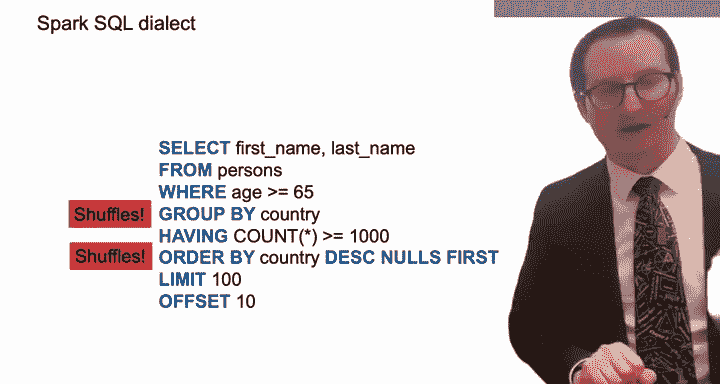 Spark SQL dialect
SELECT first_name, last_name
FROM persons
WHERE age >= 65
Shuffles! GROUP BY country
HAVING COUNT(*) >= 1000
Shuffles! ORDER BY country DESC NULLS FIRST
LIMIT 100
OFFSET 10